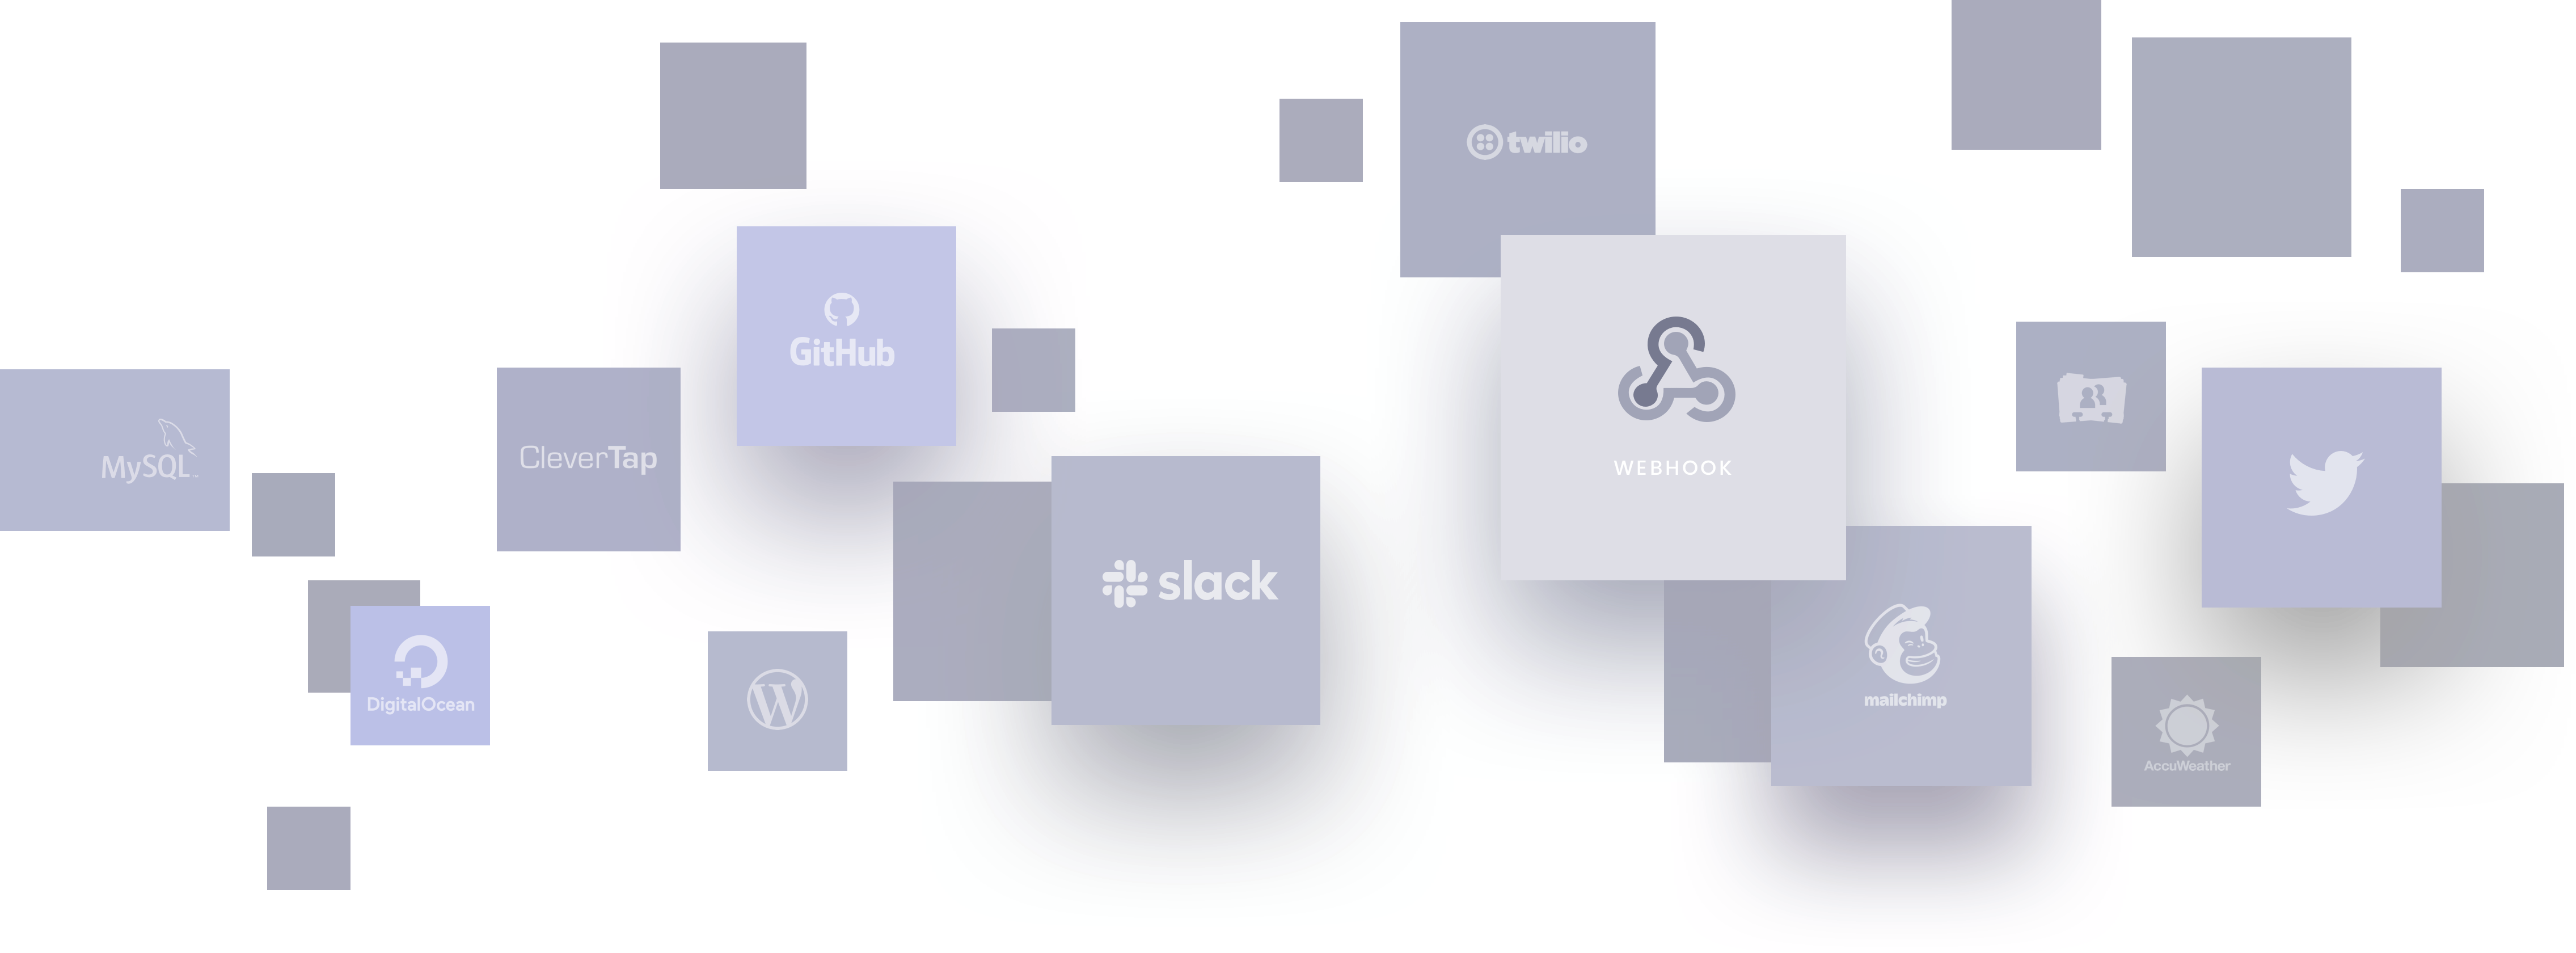 twilio
GitHub
MySQL
CleverTap
WEBHOOK
slack
DigitalOcean
mailchimp
AccuWeather